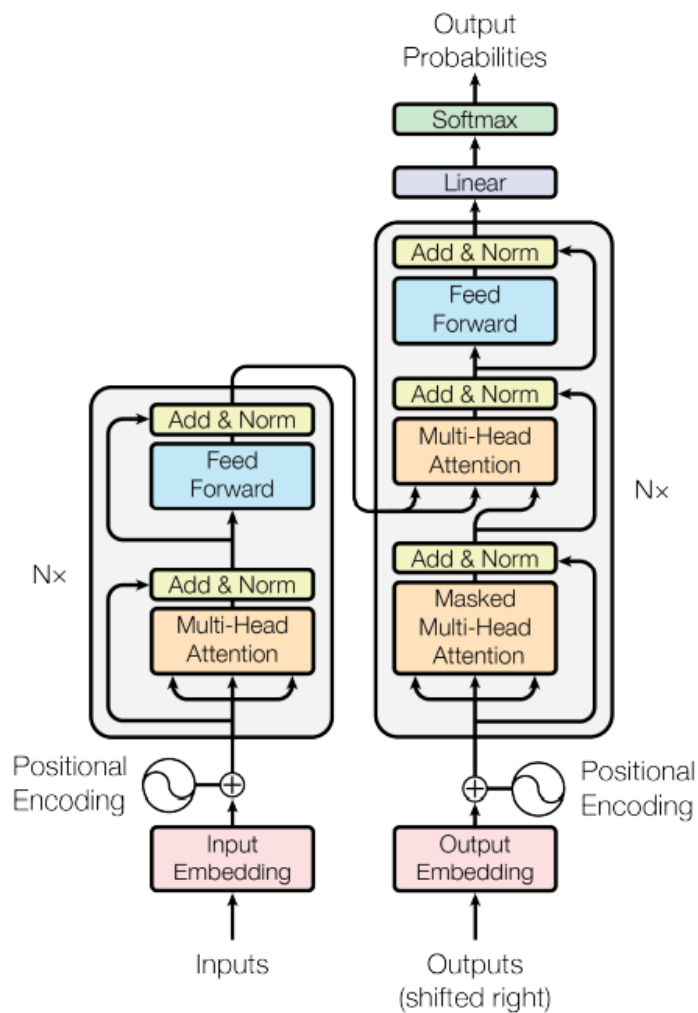 Output
Probabilities
Softmax
Linear
Add & Norm
Feed
Forward
Add & Norm
Multi-Head
Attention
Nx
Add & Norm
Masked
Multi-Head
Attention
Add & Norm
Feed
Forward
Nx
Add & Norm
Multi-Head
Attention
Positional
Encoding
Positional
Encoding
Input
Embedding
Output
Embedding
Inputs
Outputs
(shifted right)